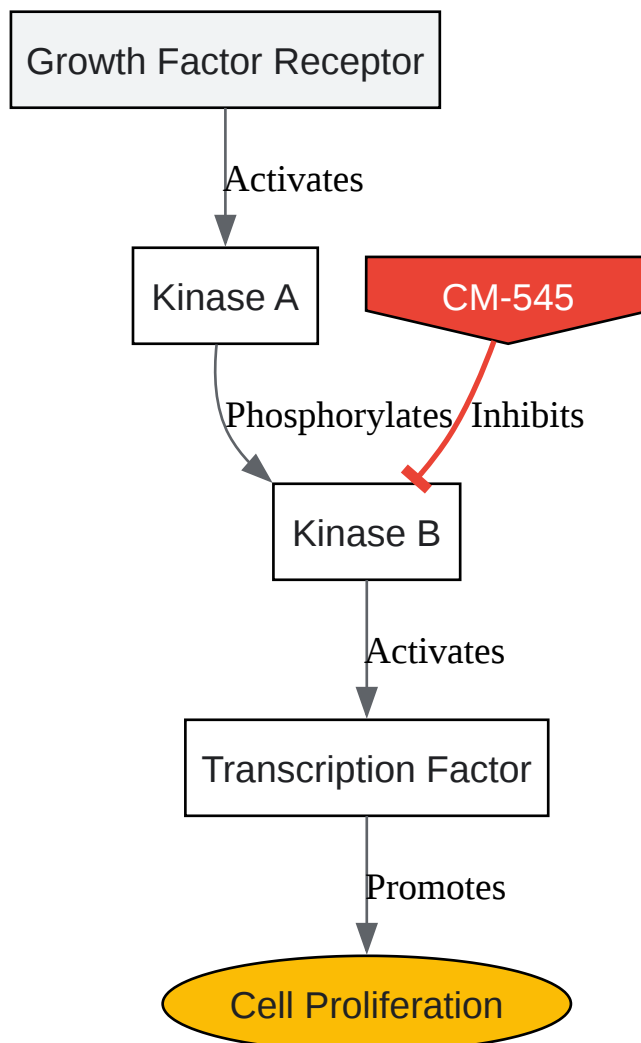 Growth Factor Receptor
Activates
Kinase A
CM-545
Phosphorylates
Inhibits
Kinase B
Activates
Transcription Factor
Promotes
Cell Proliferation